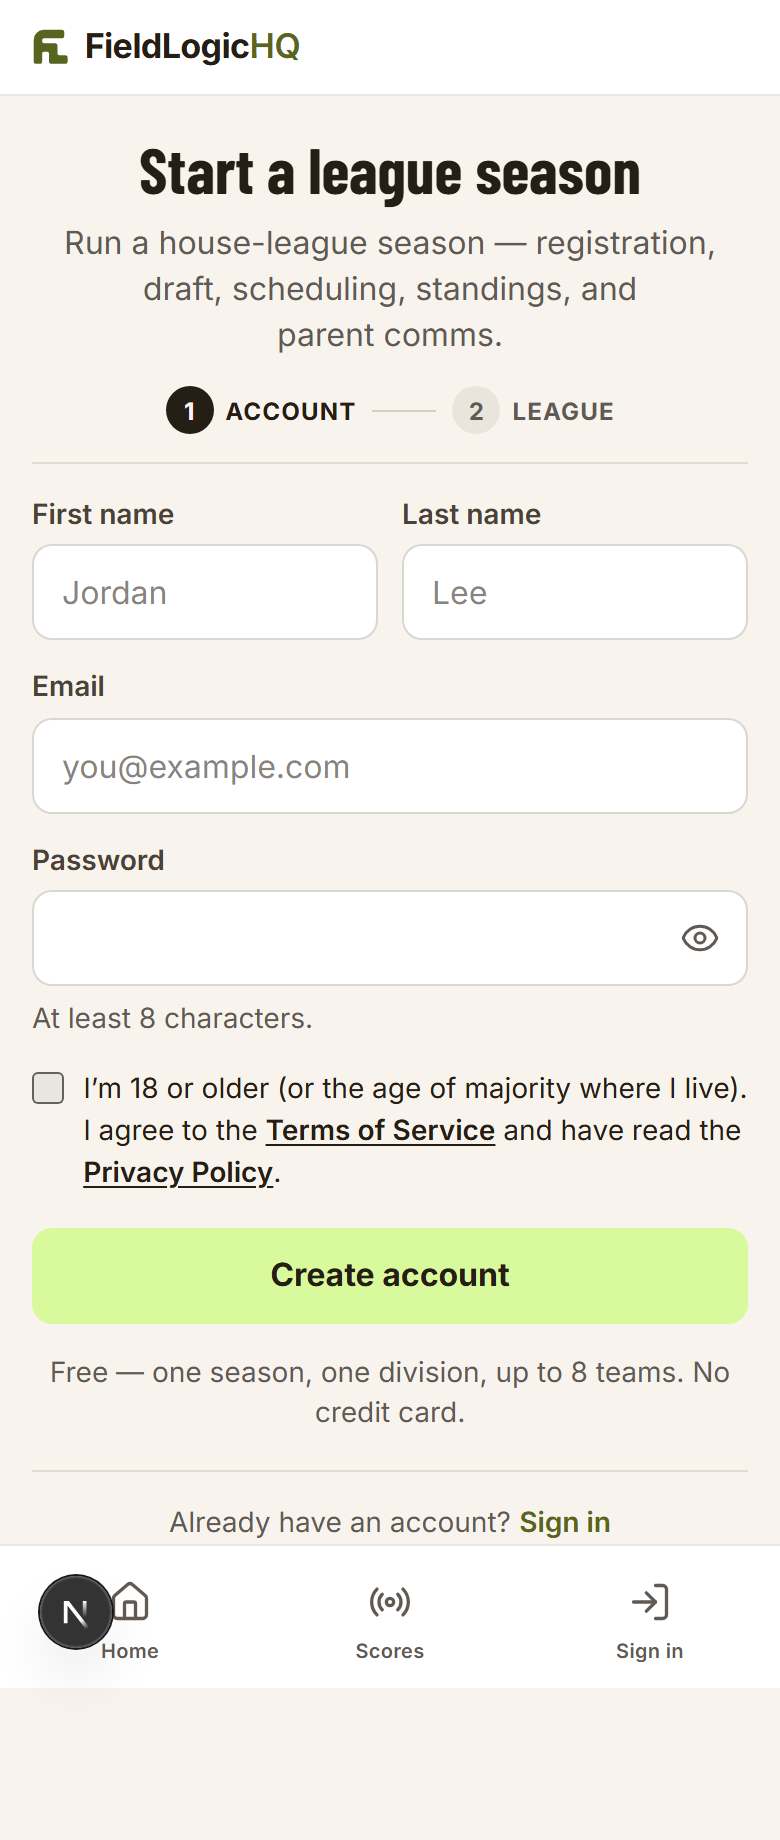 FieldLogicHQ
Start a league season
Run a house-league season — registration,
draft, scheduling, standings, and
parent comms.
1 ACCOUNT 2 LEAGUE
First name Last name
Jordan Lee
Email
you@example.com
Password
At least 8 characters.
I’m 18 or older (or the age of majority where I live).
I agree to the Terms of Service and have read the
Privacy Policy.
Create account
Free — one season, one division, up to 8 teams. No
credit card.
Already have an account? Sign in
N
Home Scores Sign in